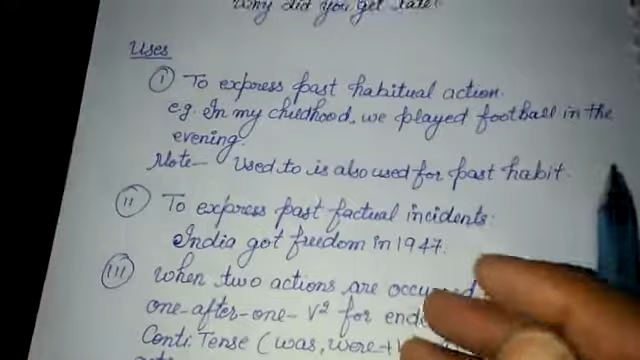 Why did you get late?
Uses
(I) To express past habitual action.
eg. In my childhood, we played football in the
evening.
Note- Used to is also used for past habit.
(II) To express past factual incidents:
India got freedom in 1947.
(III) When two actions are occured
one-after-one- V² for
Conti. Tense (was, were +